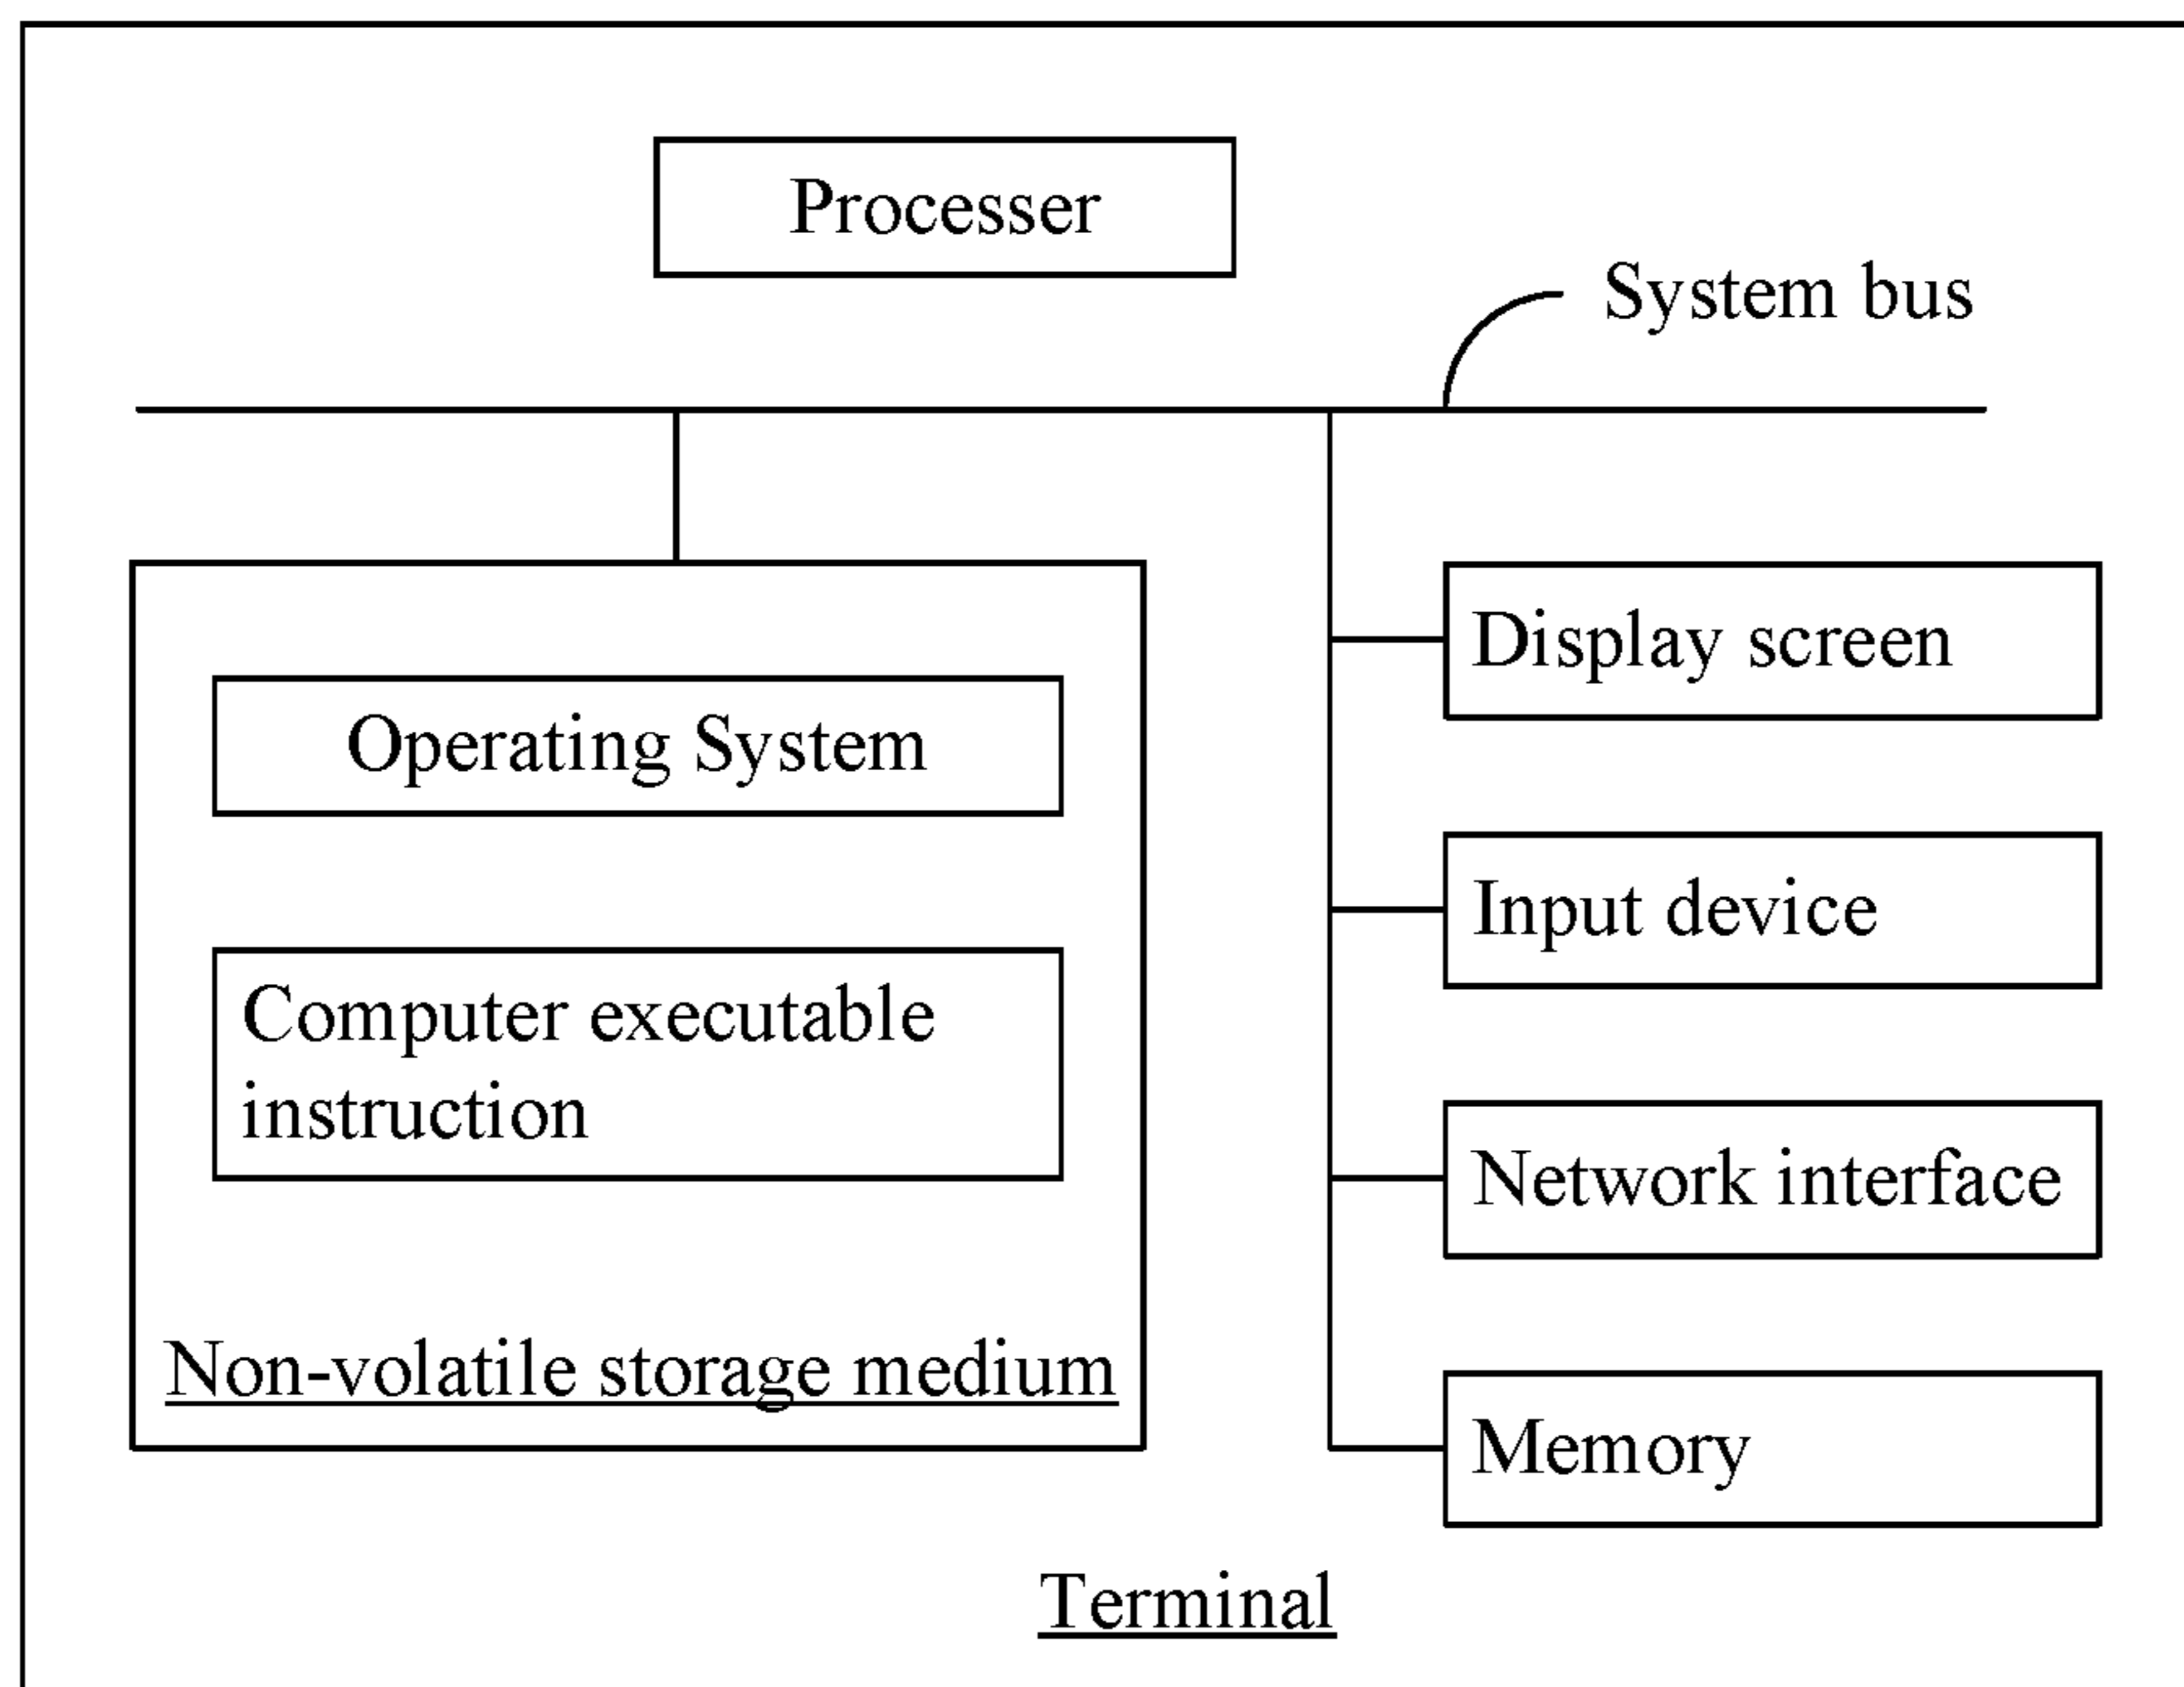 Processer
System bus
Operating System
Computer executable
instruction
Non-volatile storage medium
Display screen
Input device
Network interface
Memory
Terminal